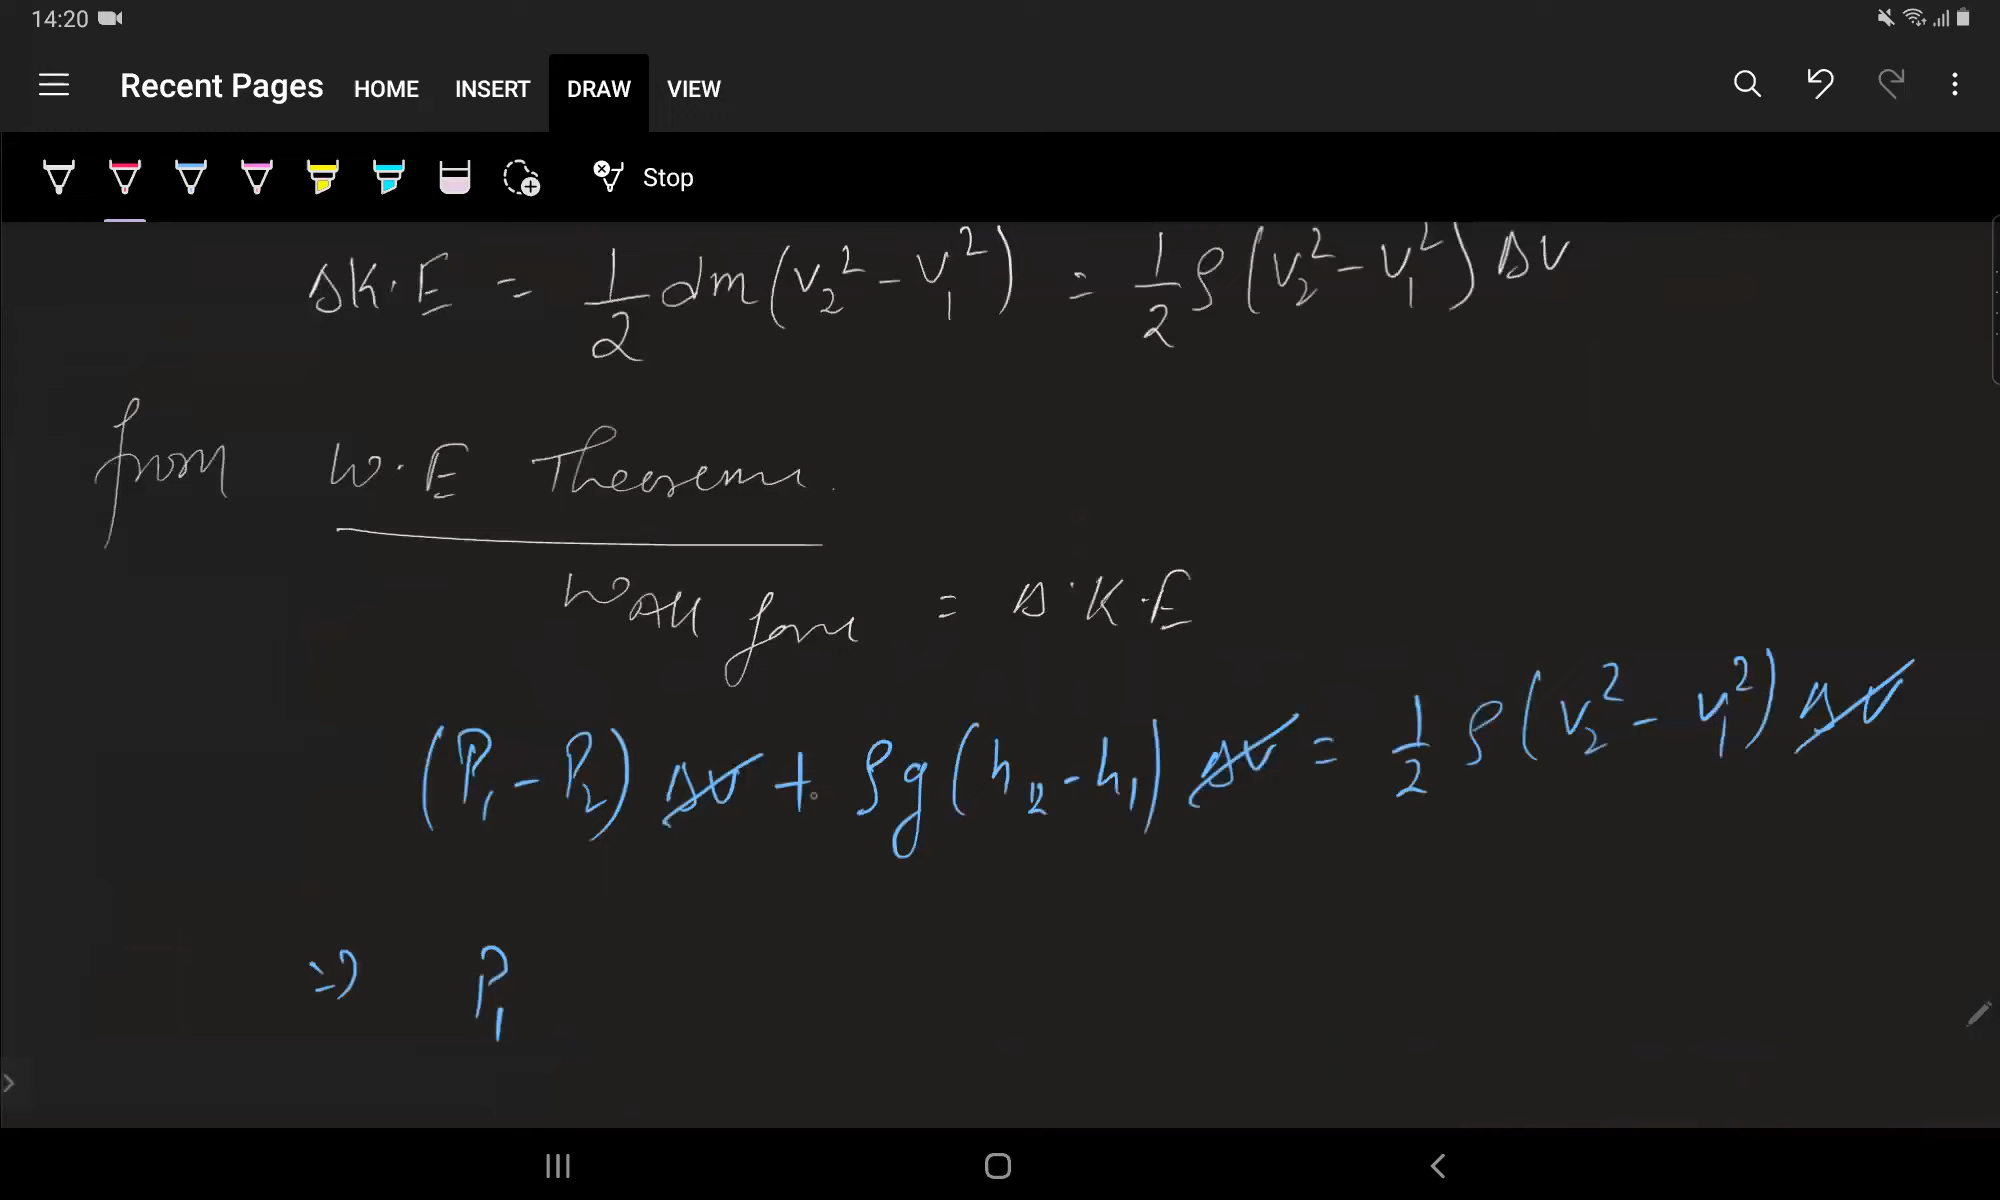 14:20
Recent Pages HOME INSERT DRAW VIEW
Stop
ΔK.E = 1/2 dm (v₂² - v₁²) = 1/2 ρ (v₂² - v₁²) ΔV
from W.E Theorem.
W All force = Δ K.E
(P₁ - P₂) ΔV + ρg (h₂ - h₁) ΔV = 1/2 ρ (v₂² - v₁²) ΔV
⇒ P₁